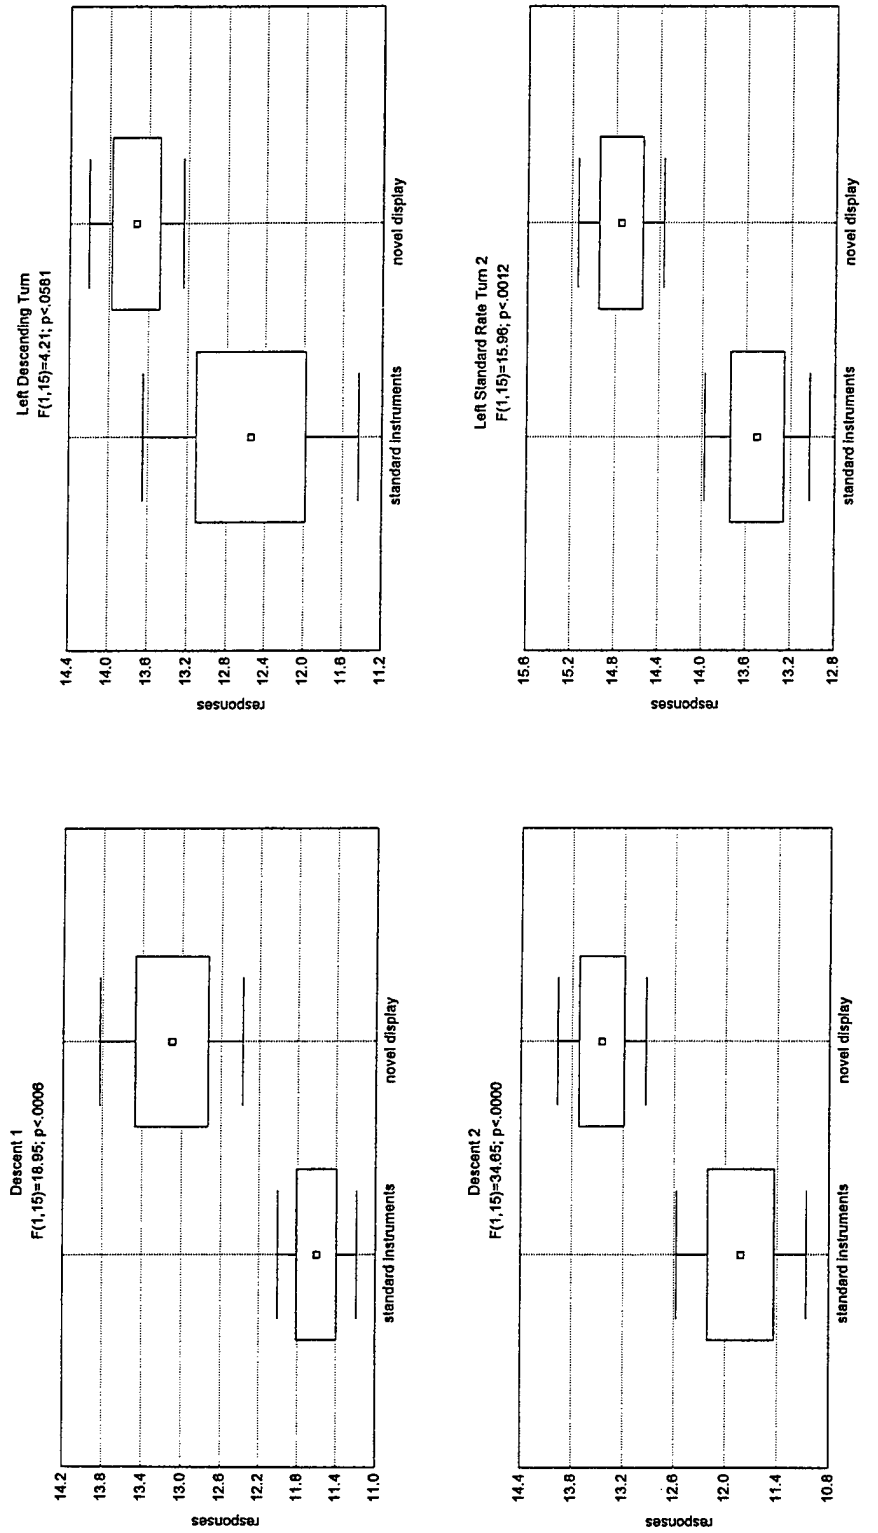 Descent 1
F(1,15)=18.95; p<.0006
responses
14.2
13.8
13.4
13.0
12.6
12.2
11.8
11.4
11.0
standard instruments
novel display
Left Descending Turn
F(1,15)=4.21; p<.0581
responses
14.4
14.0
13.6
13.2
12.8
12.4
12.0
11.6
11.2
standard instruments
novel display
Descent 2
F(1,15)=34.65; p<.0000
responses
14.4
13.8
13.2
12.6
12.0
11.4
10.8
standard instruments
novel display
Left Standard Rate Turn 2
F(1,15)=15.96; p<.0012
responses
15.6
15.2
14.8
14.4
14.0
13.6
13.2
12.8
standard instruments
novel display